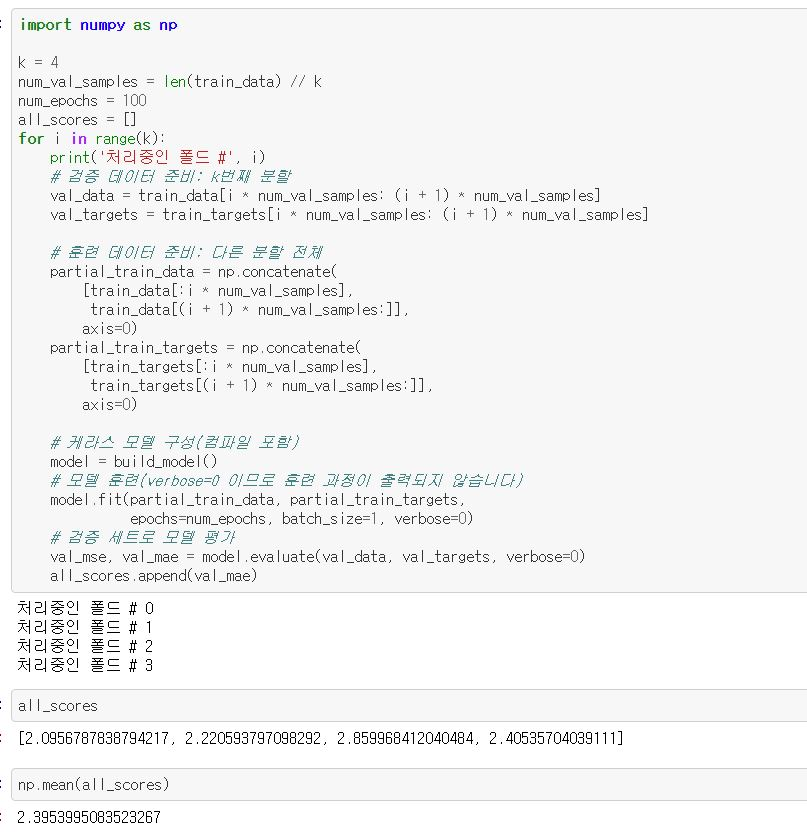 import numpy as np

k = 4
num_val_samples = len(train_data) // k
num_epochs = 100
all_scores = []
for i in range(k):
    print('처리중인 폴드 #', i)
    # 검증 데이터 준비: k번째 분할
    val_data = train_data[i * num_val_samples: (i + 1) * num_val_samples]
    val_targets = train_targets[i * num_val_samples: (i + 1) * num_val_samples]

    # 훈련 데이터 준비: 다른 분할 전체
    partial_train_data = np.concatenate(
        [train_data[:i * num_val_samples],
         train_data[(i + 1) * num_val_samples:]],
        axis=0)
    partial_train_targets = np.concatenate(
        [train_targets[:i * num_val_samples],
         train_targets[(i + 1) * num_val_samples:]],
        axis=0)

    # 케라스 모델 구성(컴파일 포함)
    model = build_model()
    # 모델 훈련(verbose=0 이므로 훈련 과정이 출력되지 않습니다)
    model.fit(partial_train_data, partial_train_targets,
              epochs=num_epochs, batch_size=1, verbose=0)
    # 검증 세트로 모델 평가
    val_mse, val_mae = model.evaluate(val_data, val_targets, verbose=0)
    all_scores.append(val_mae)
처리중인 폴드 # 0
처리중인 폴드 # 1
처리중인 폴드 # 2
처리중인 폴드 # 3
all_scores
[2.0956787838794217, 2.220593797098292, 2.859968412040484, 2.40535704039111]
np.mean(all_scores)
2.3953995083523267